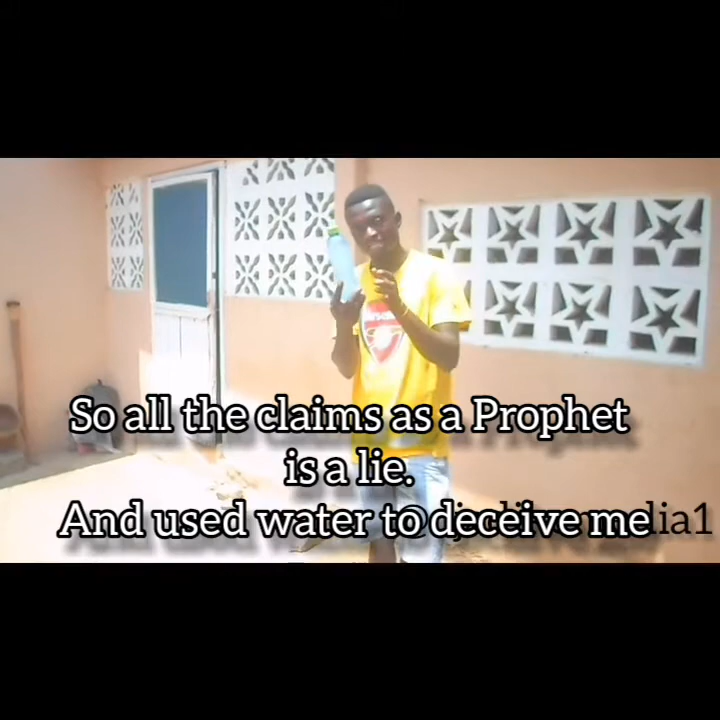 So all the claims as a Prophet
is a lie.
And used water to deceive me